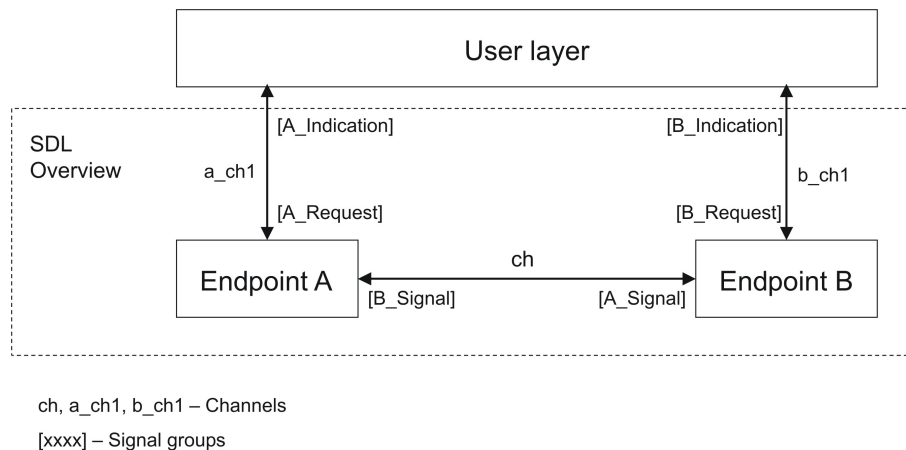 User layer
[A_Indication]
[B_Indication]
SDL
Overview
a_ch1
b_ch1
[A_Request]
[B_Request]
Endpoint A
ch
Endpoint B
[B_Signal]
[A_Signal]
ch, a_ch1, b_ch1 – Channels
[xxxx] – Signal groups